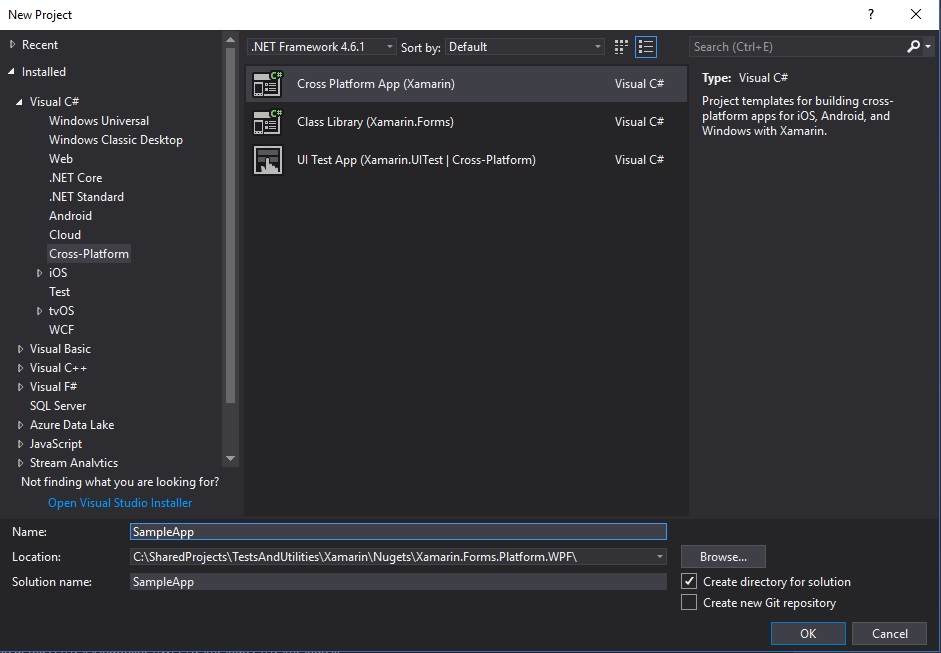 New Project
?
Recent
Installed
Visual C#
Windows Universal
Windows Classic Desktop
Web
.NET Core
.NET Standard
Android
Cloud
Cross-Platform
iOS
Test
tvOS
WCF
Visual Basic
Visual C++
Visual F#
SQL Server
Azure Data Lake
JavaScript
Stream Analytics
Not finding what you are looking for?
Open Visual Studio Installer
.NET Framework 4.6.1
Sort by: Default
C# Cross Platform App (Xamarin) Visual C#
C# Class Library (Xamarin.Forms) Visual C#
UI Test App (Xamarin.UITest | Cross-Platform) Visual C#
Search (Ctrl+E)
Type: Visual C#
Project templates for building cross-
platform apps for iOS, Android, and
Windows with Xamarin.
Name: SampleApp
Location: C:\SharedProjects\TestsAndUtilities\Xamarin\Nugets\Xamarin.Forms.Platform.WPF\
Browse...
Solution name: SampleApp
Create directory for solution
Create new Git repository
OK
Cancel